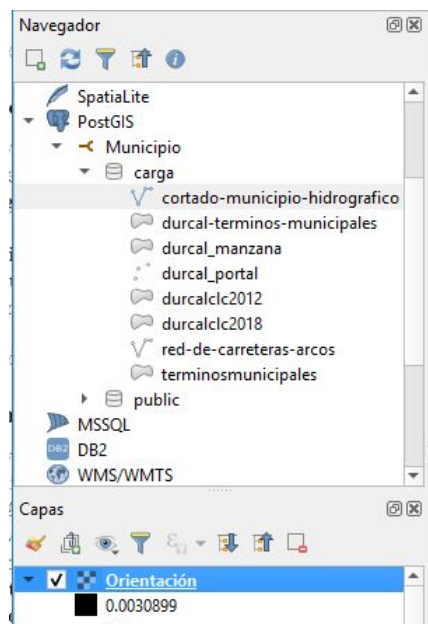 Navegador
SpatiaLite
PostGIS
Municipio
carga
cortado-municipio-hidrografico
durcal-terminos-municipales
durcal_manzana
durcal_portal
durcalclc2012
durcalclc2018
red-de-carreteras-arcos
terminosmunicipales
public
MSSQL
DB2 DB2
WMS/WMTS
Capas
Orientación
0.0030899